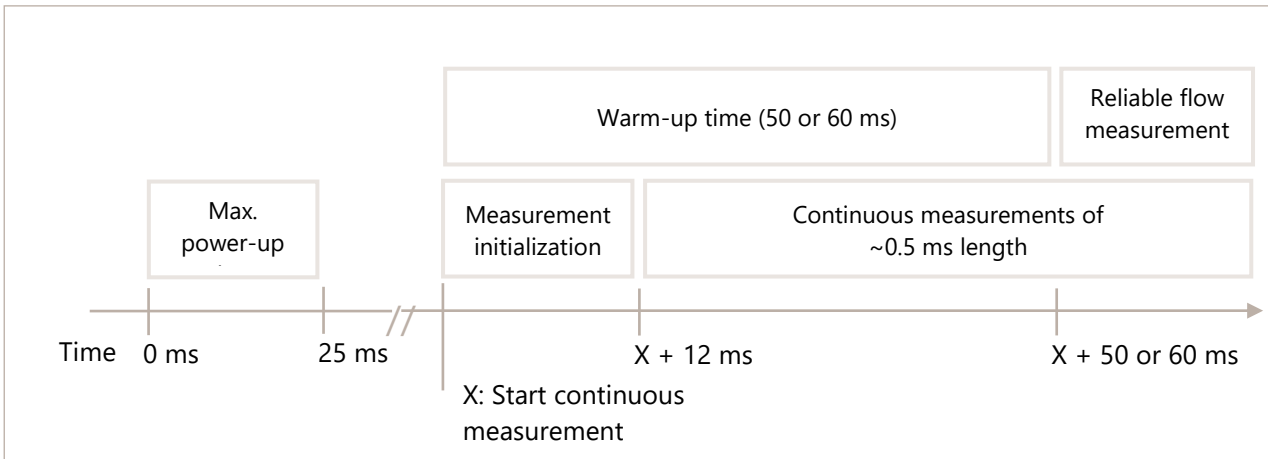 Warm-up time (50 or 60 ms)
Reliable flow
measurement
Max.
power-up
Measurement
initialization
Continuous measurements of
~0.5 ms length
Time
0 ms
25 ms
X + 12 ms
X + 50 or 60 ms
X: Start continuous
measurement